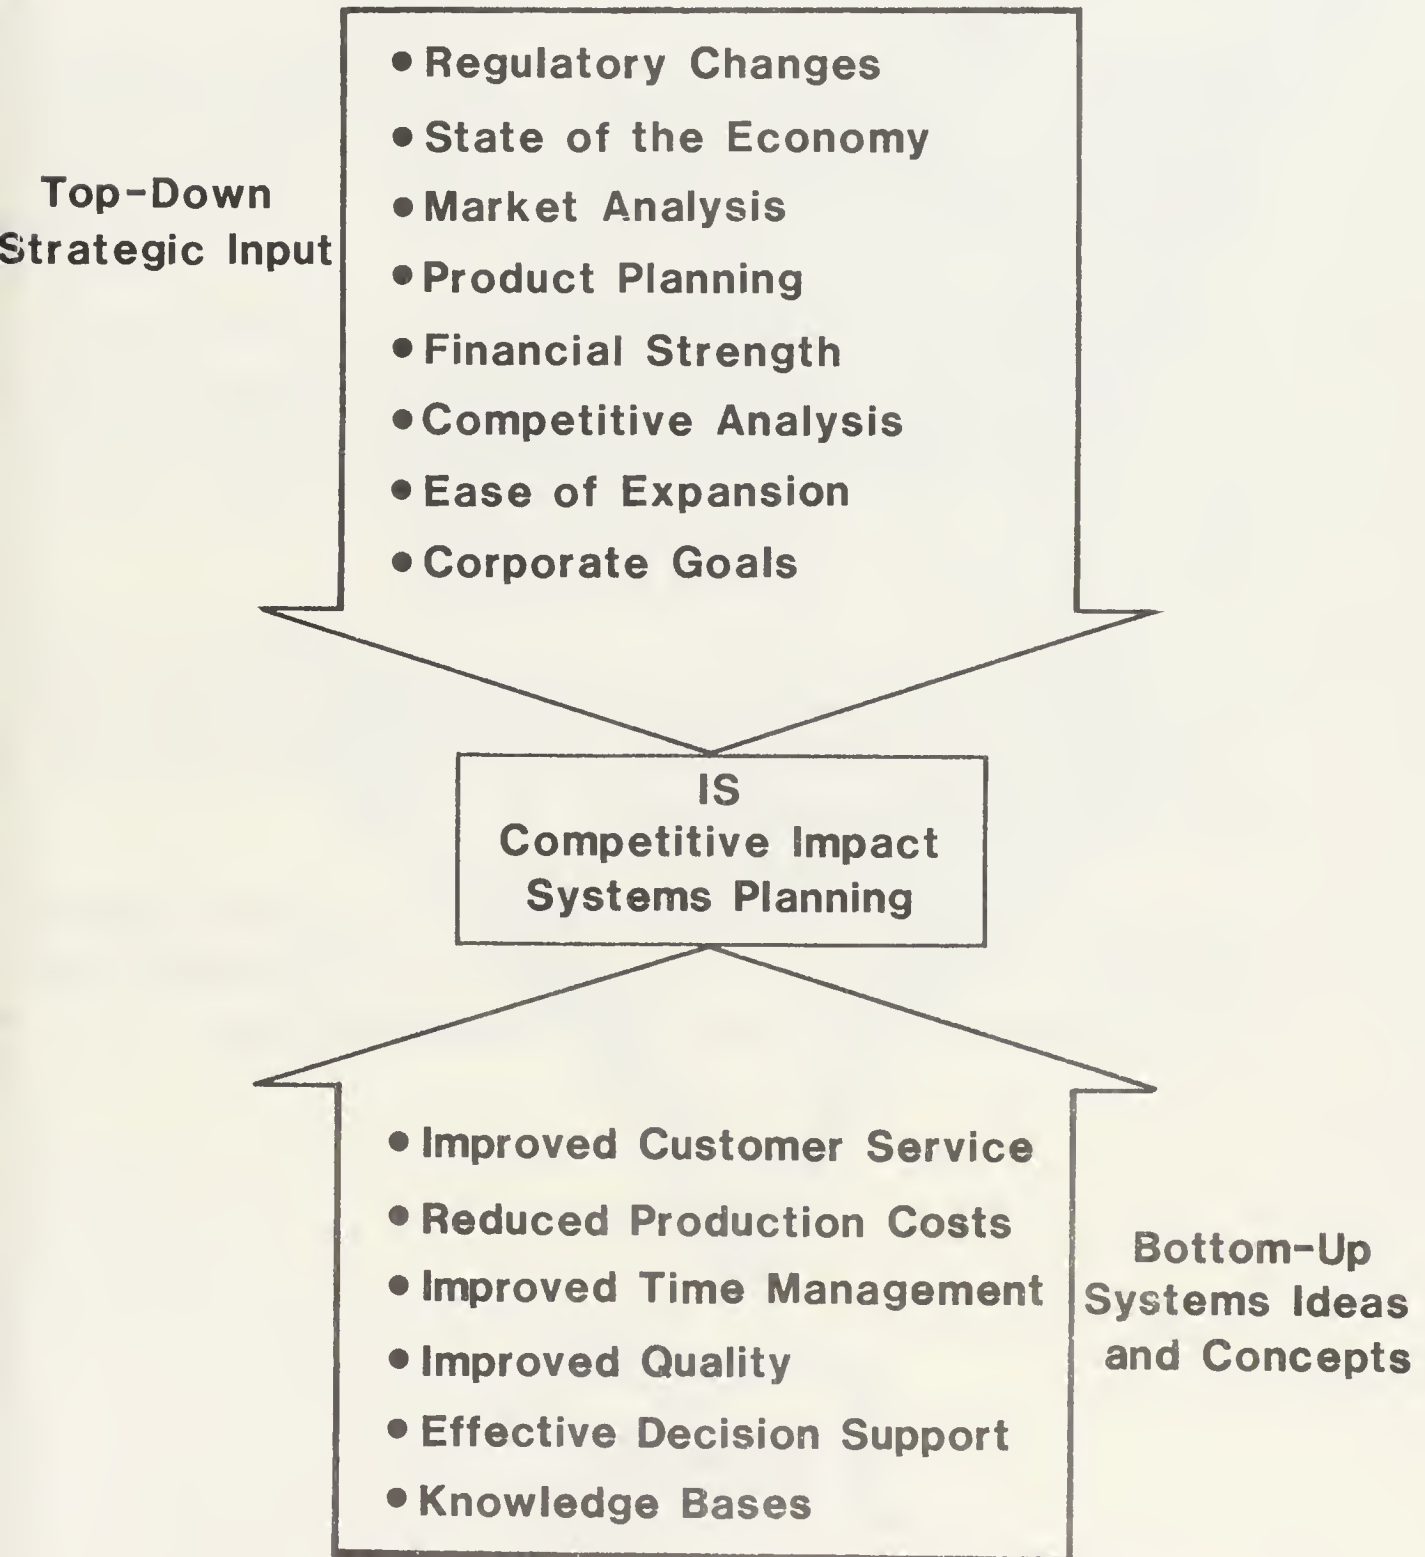 • Regulatory Changes
• State of the Economy
Top-Down
Strategic Input
• Market Analysis
• Product Planning
• Financial Strength
• Competitive Analysis
• Ease of Expansion
• Corporate Goals
IS
Competitive Impact
Systems Planning
• Improved Customer Service
• Reduced Production Costs
• Improved Time Management
• Improved Quality
• Effective Decision Support
• Knowledge Bases
Bottom-Up
Systems Ideas
and Concepts